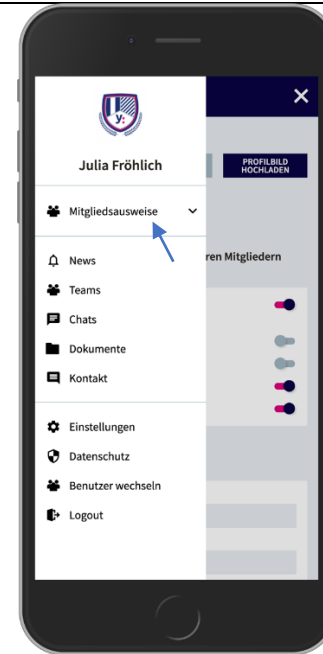 y:
Julia Fröhlich
PROFILBILD
HOCHLADEN
Mitgliedsausweise
ren Mitgliedern
News
Teams
Chats
Dokumente
Kontakt
Einstellungen
Datenschutz
Benutzer wechseln
Logout